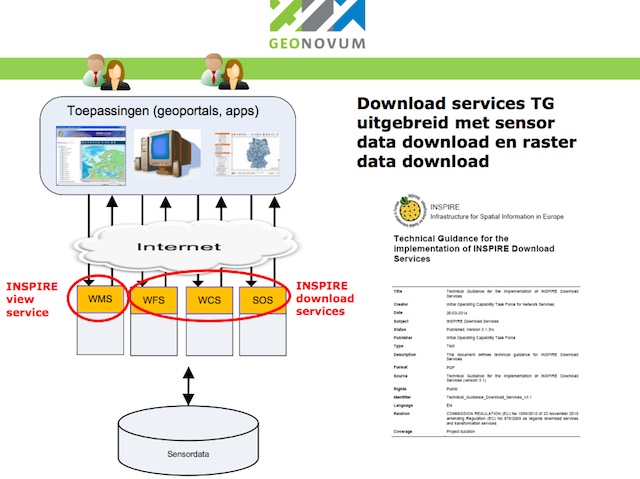 GEONOVUM
Toepassingen (geoportals, apps)
Download services TG
uitgebreid met sensor
data download en raster
data download
Internet
INSPIRE
view
service
WMS
WFS
WCS
SOS
INSPIRE
download
services
Sensordata
INSPIRE
Infrastructure for Spatial Information in Europe
Technical Guidance for the
implementation of INSPIRE Download
Services
Title Technical Guidance for the implementation of INSPIRE Download
Services
Creator Initial Operating Capability Task Force for Network Services
Date
Subject INSPIRE Download Services
Status Published, Version 3.1
Publisher Initial Operating Capability Task Force
Type Text
Description This document defines technical guidance for INSPIRE Download
Services
Format PDF
Source Technical Guidance for the implementation of INSPIRE Download
Services (version 3.1)
Rights Public
Identifier Technical_Guidance_Download_Services_v3.1
Language EN
Relation COMMISSION REGULATION (EU) No 1088/2010 of 23 November 2010
amending Regulation (EC) No 976/2009 as regards download services
and transformation services
Coverage Project duration